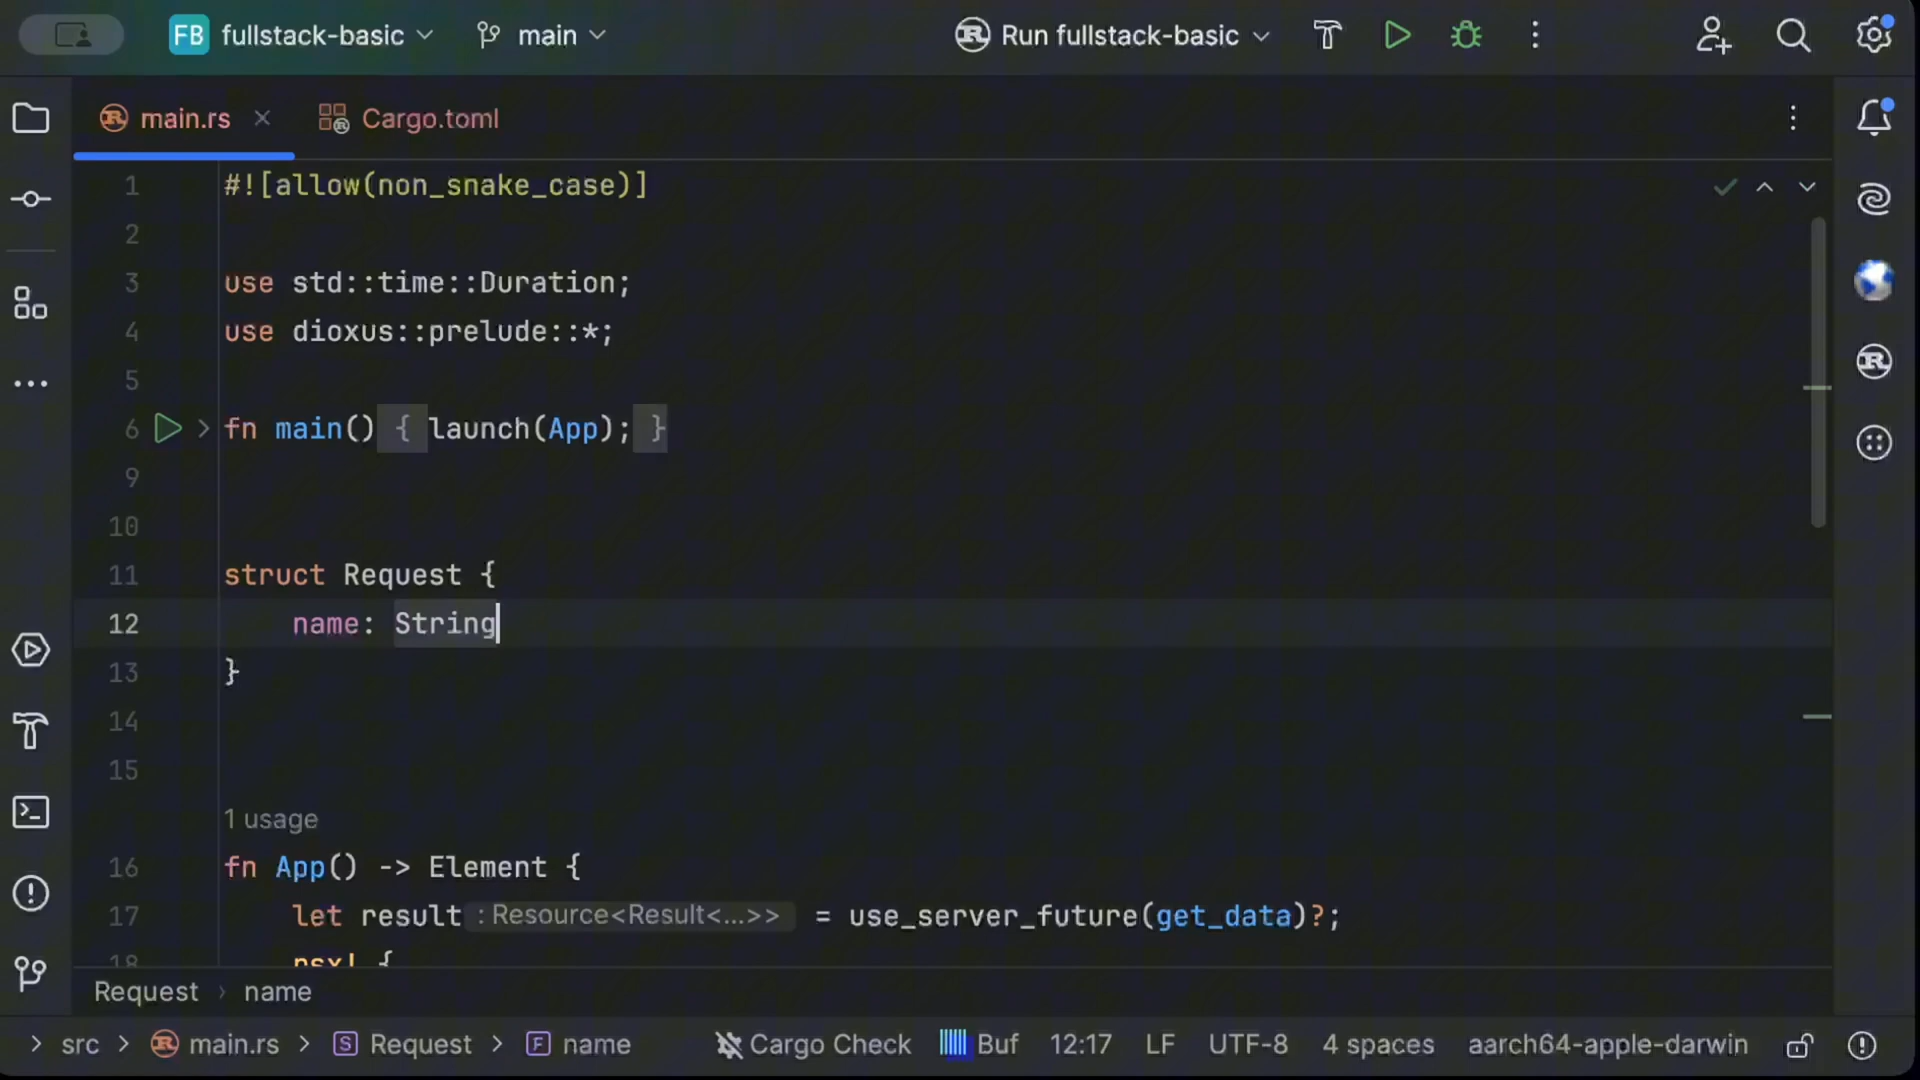 FB fullstack-basic main Run fullstack-basic
main.rs Cargo.toml
1 #![allow(non_snake_case)]
2
3 use std::time::Duration;
4 use dioxus::prelude::*;
5
6 fn main() { launch(App); }
9
10
11 struct Request {
12 name: String
13 }
14
15
1 usage
16 fn App() -> Element {
17 let result : Resource<Result<...>> = use_server_future(get_data)?;
18 rsx! {
Request › name
> src > main.rs > S Request > F name Cargo Check Buf 12:17 LF UTF-8 4 spaces aarch64-apple-darwin